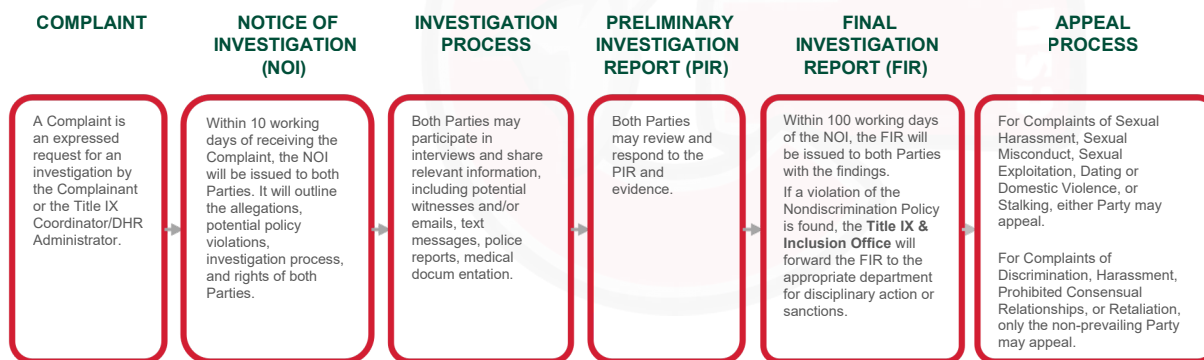 COMPLAINT
A Complaint is
an expressed
request for an
investigation by
the Complainant
or the Title IX
Coordinator/DHR
Administrator.
NOTICE OF
INVESTIGATION
(NOI)
Within 10 working
days of receiving the
Complaint, the NOI
will be issued to both
Parties. It will outline
the allegations,
potential policy
violations,
investigation process,
and rights of both
Parties.
INVESTIGATION
PROCESS
Both Parties may
participate in
interviews and share
relevant information,
including potential
witnesses and/or
emails, text
messages, police
reports, medical
docum entation.
PRELIMINARY
INVESTIGATION
REPORT (PIR)
Both Parties
may review and
respond to the
PIR and
evidence.
FINAL
INVESTIGATION
REPORT (FIR)
Within 100 working days
of the NOI, the FIR will
be issued to both Parties
with the findings.
If a violation of the
Nondiscrimination Policy
is found, the Title IX &
Inclusion Office will
forward the FIR to the
appropriate department
for disciplinary action or
sanctions.
APPEAL
PROCESS
For Complaints of Sexual
Harassment, Sexual
Misconduct, Sexual
Exploitation, Dating or
Domestic Violence, or
Stalking, either Party may
appeal.
For Complaints of
Discrimination, Harassment,
Prohibited Consensual
Relationships, or Retaliation,
only the non-prevailing Party
may appeal.